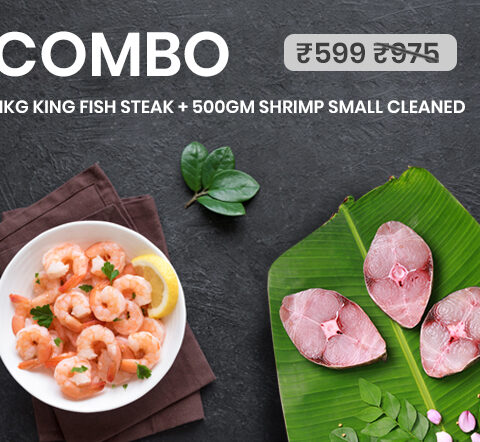 COMBO
₹599 ₹975
1KG KING FISH STEAK + 500GM SHRIMP SMALL CLEANED